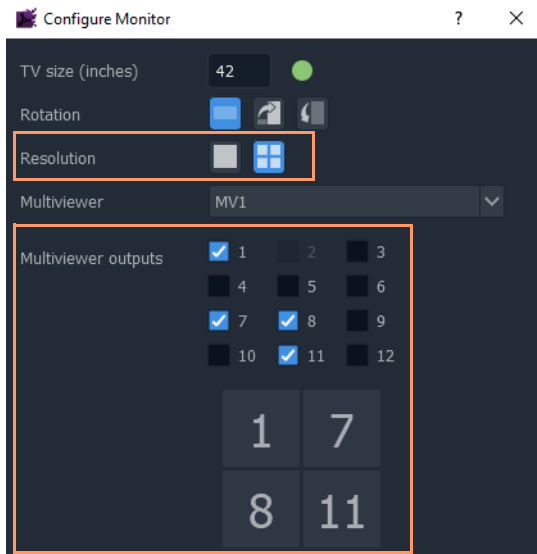 Configure Monitor ?
TV size (inches) 42
Rotation
Resolution
Multiviewer MV1
Multiviewer outputs 1 2 3
4 5 6
7 8 9
10 11 12
1 7
8 11